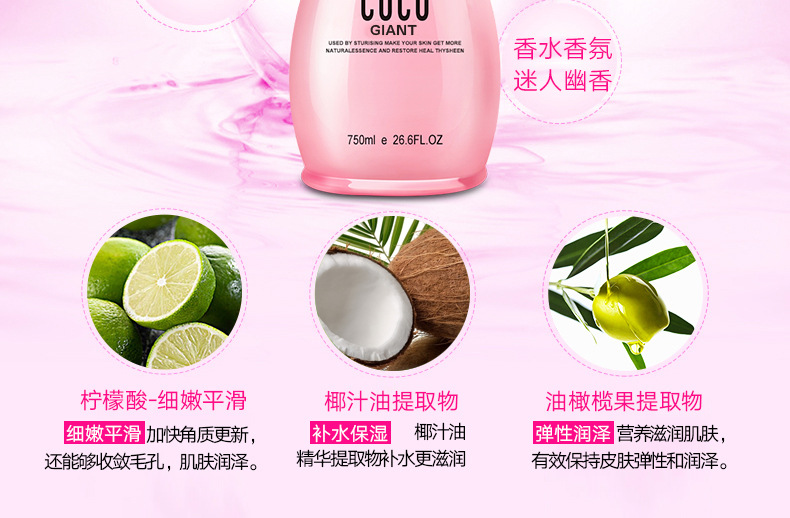 COCO
GIANT
USED BY STURISING MAKE YOUR SKIN GET MORE
NATURALESSENCE AND RESTORE HEAL THYSHEEN
750ml e 26.6FL.OZ
香水香氛
迷人幽香
柠檬酸-细嫩平滑
细嫩平滑 加快角质更新，
还能够收敛毛孔，肌肤润泽。
椰汁油提取物
补水保湿 椰汁油
精华提取物补水更滋润
油橄榄果提取物
弹性润泽 营养滋润肌肤，
有效保持皮肤弹性和润泽。